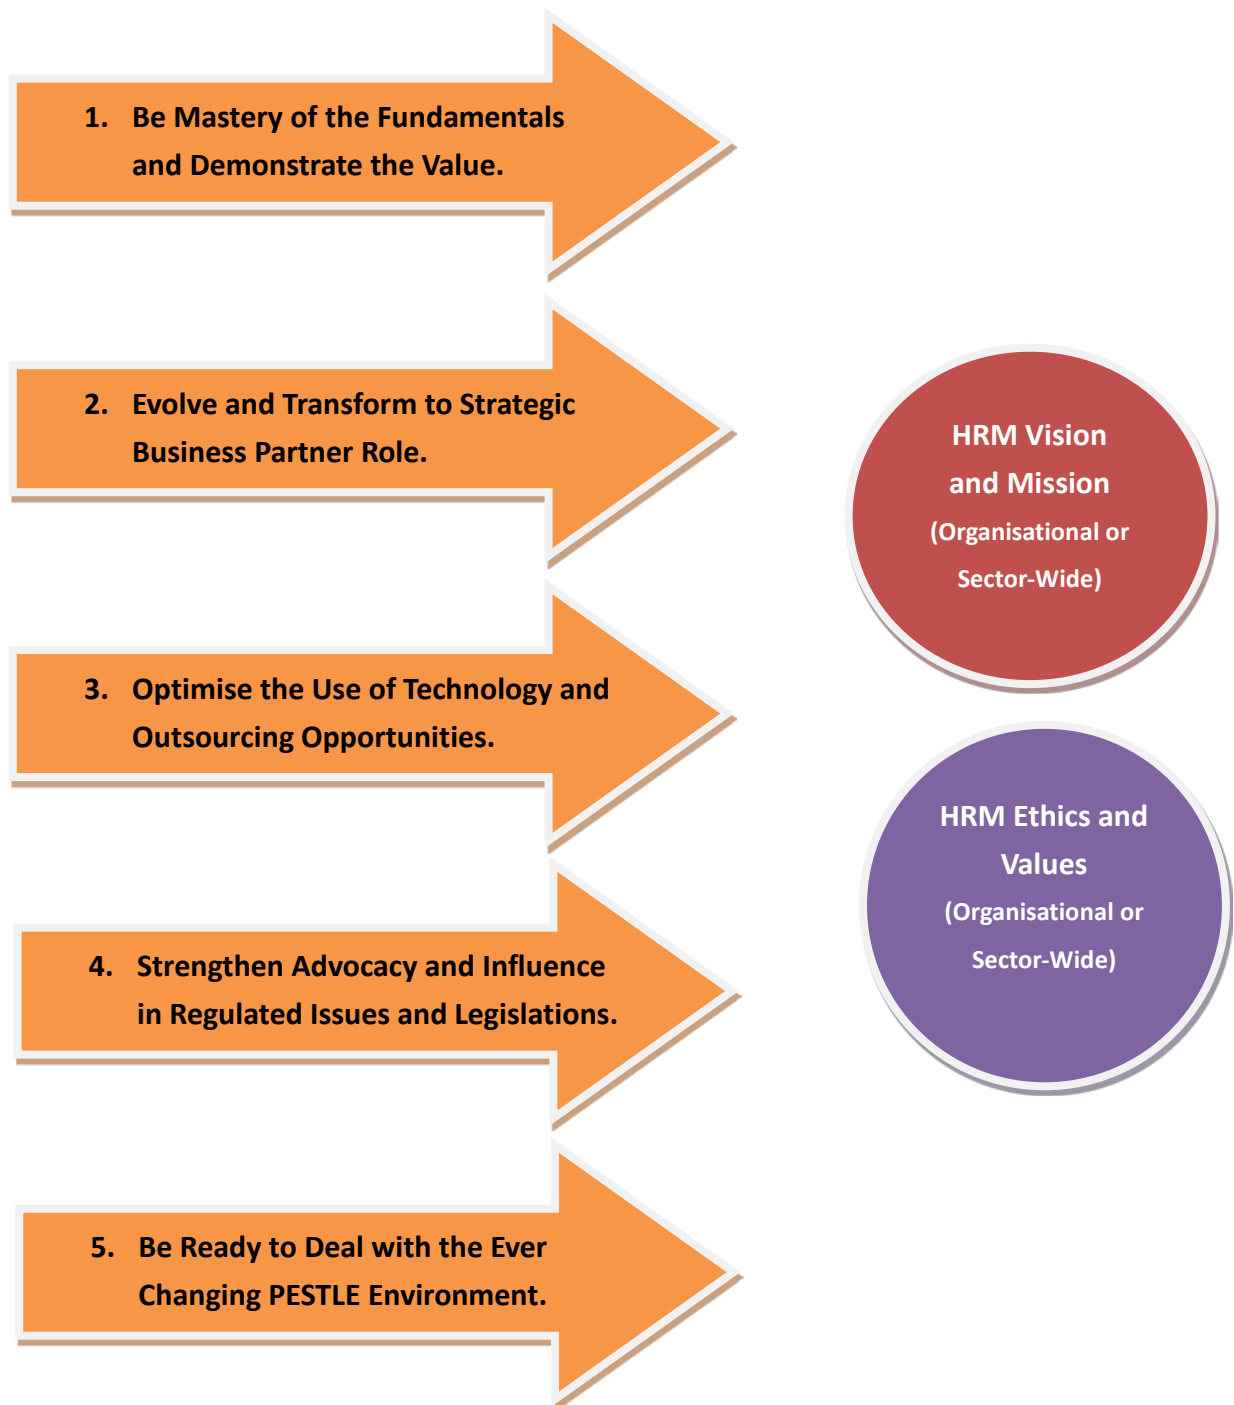 1. Be Mastery of the Fundamentals
and Demonstrate the Value.
2. Evolve and Transform to Strategic
Business Partner Role.
3. Optimise the Use of Technology and
Outsourcing Opportunities.
4. Strengthen Advocacy and Influence
in Regulated Issues and Legislations.
5. Be Ready to Deal with the Ever
Changing PESTLE Environment.
HRM Vision
and Mission
(Organisational or
Sector-Wide)
HRM Ethics and
Values
(Organisational or
Sector-Wide)